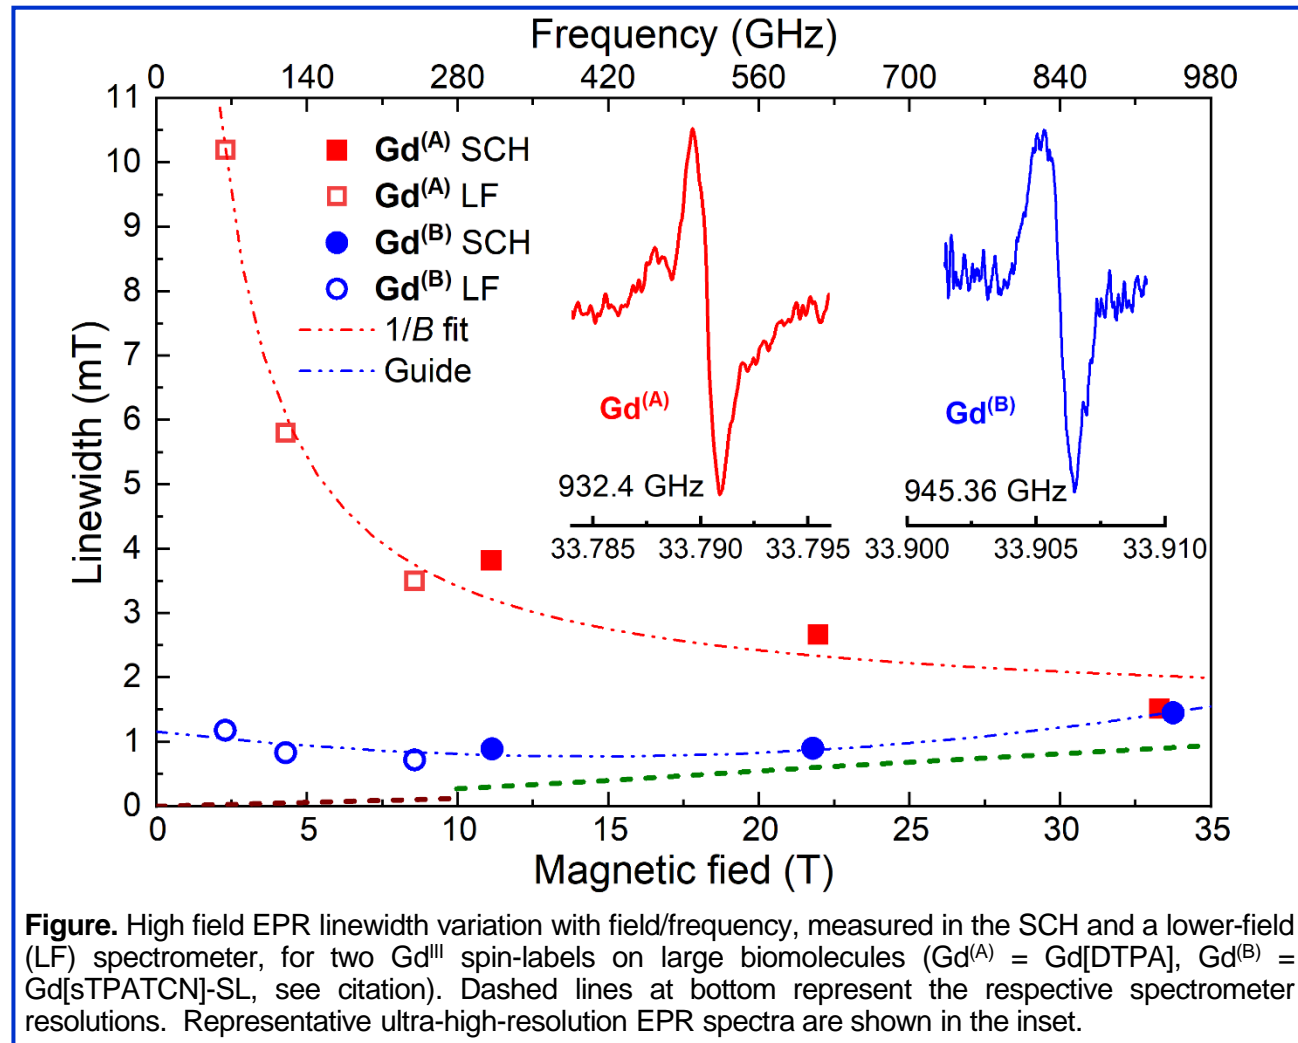 Frequency (GHz)
0 140 280 420 560 700 840 980
11
10
9
8
7
6
5
4
3
2
1
0
Linewidth (mT)
Gd(A) SCH
Gd(A) LF
Gd(B) SCH
Gd(B) LF
1/B fit
Guide
Gd(A)
932.4 GHz
33.785 33.790 33.795
Gd(B)
945.36 GHz
33.900 33.905 33.910
0 5 10 15 20 25 30 35
Magnetic fied (T)
Figure. High field EPR linewidth variation with field/frequency, measured in the SCH and a lower-field
(LF) spectrometer, for two GdIII spin-labels on large biomolecules (Gd(A) = Gd[DTPA], Gd(B) =
Gd[sTPATCN]-SL, see citation). Dashed lines at bottom represent the respective spectrometer
resolutions. Representative ultra-high-resolution EPR spectra are shown in the inset.